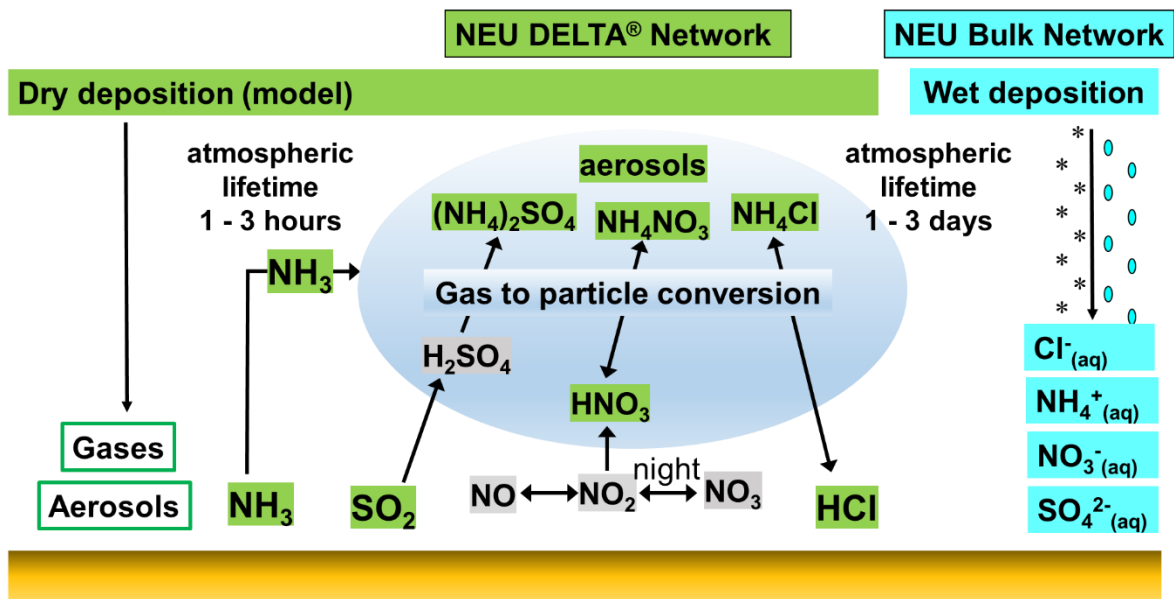 NEU DELTA® Network
NEU Bulk Network
Dry deposition (model)
Wet deposition
atmospheric
lifetime
1 - 3 hours
aerosols
atmospheric
lifetime
1 - 3 days
(NH₄)₂SO₄
NH₄NO₃
NH₄Cl
NH₃
Gas to particle conversion
H₂SO₄
HNO₃
Cl⁻(aq)
NH₄⁺(aq)
NO₃⁻(aq)
SO₄²⁻(aq)
Gases
Aerosols
NH₃
SO₂
NO
NO₂
night
NO₃
HCl